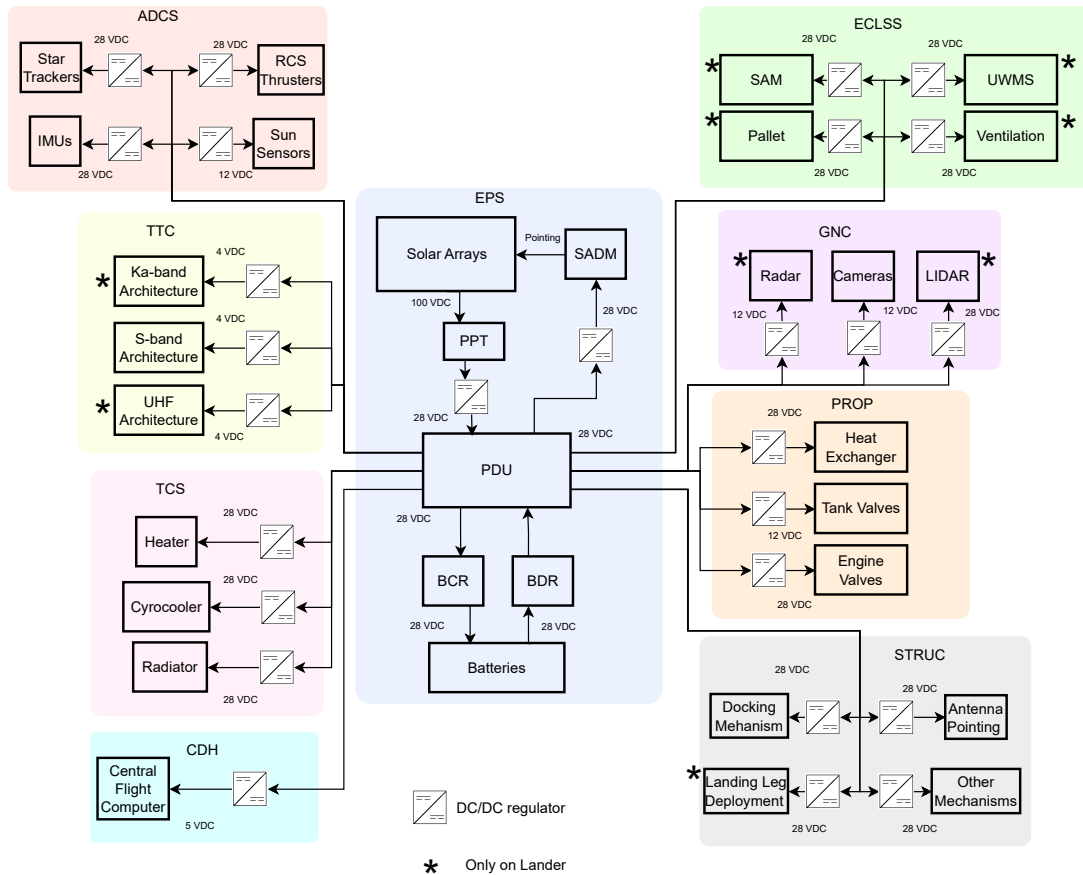 ADCS
28 VDC
28 VDC
Star
Trackers
RCS
Thrusters
IMUs
Sun
Sensors
28 VDC
12 VDC
ECLSS
28 VDC
28 VDC
*
SAM
UWMS
*
*
Pallet
Ventilation
*
28 VDC
28 VDC
TTC
4 VDC
*
Ka-band
Architecture
4 VDC
S-band
Architecture
*
UHF
Architecture
4 VDC
EPS
Solar Arrays
Pointing
SADM
100 VDC
28 VDC
PPT
28 VDC
28 VDC
PDU
28 VDC
BCR
BDR
28 VDC
28 VDC
Batteries
GNC
*
Radar
Cameras
LIDAR
*
12 VDC
12 VDC
28 VDC
PROP
28 VDC
Heat
Exchanger
Tank Valves
12 VDC
Engine
Valves
28 VDC
TCS
28 VDC
Heater
28 VDC
Cyrocooler
Radiator
28 VDC
CDH
Central
Flight
Computer
5 VDC
STRUC
28 VDC
28 VDC
Docking
Mehanism
Antenna
Pointing
*
Landing Leg
Deployment
Other
Mechanisms
28 VDC
28 VDC
DC/DC regulator
* Only on Lander